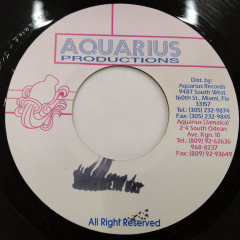 AQUARIUS
PRODUCTIONS
Dist. by:
Aquarius Records
9487 South West
160th St., Miami, Fla
33157
Tel: (305) 232-9874
Fax: (305) 232-9845
Aquarius (Jamaica)
2-4 South Odean
Ave. Kgn. 10
Tel: (809) 92-62636
968-8237
Fax: (809) 92-93649
All Right Reserved